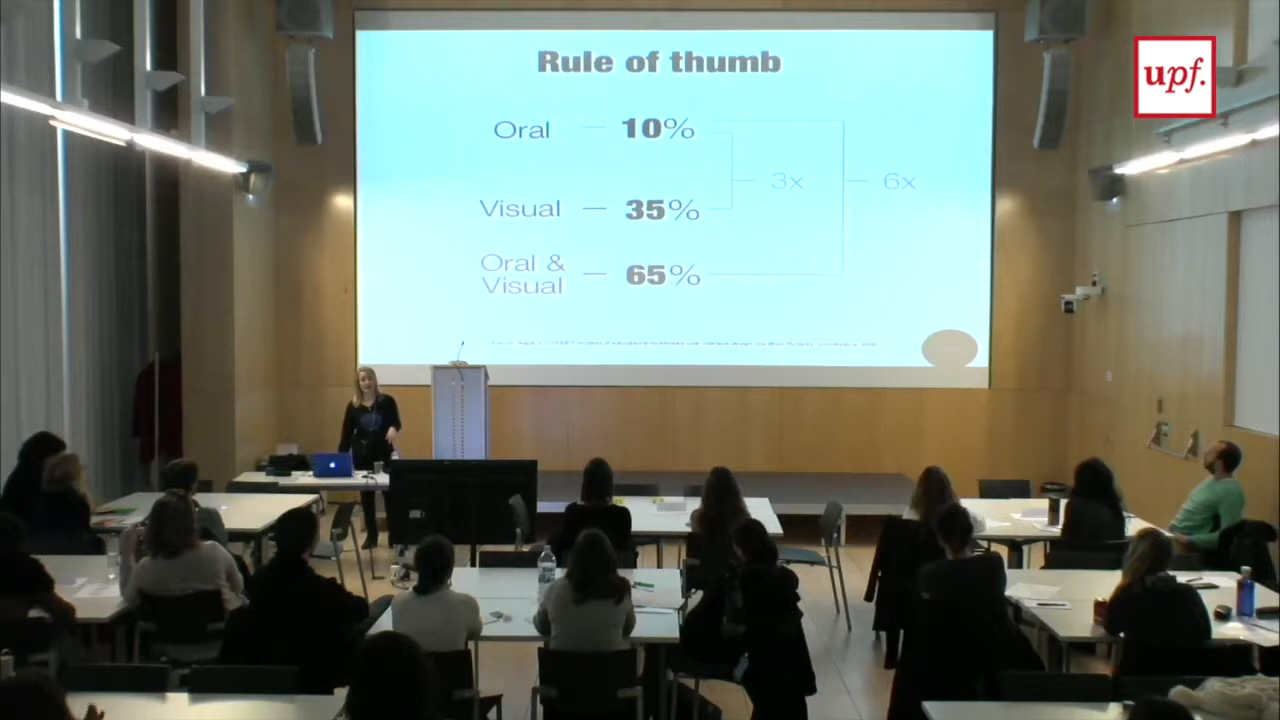 Rule of thumb
Oral — 10%
3x
6x
Visual — 35%
Oral &
Visual — 65%
upf.